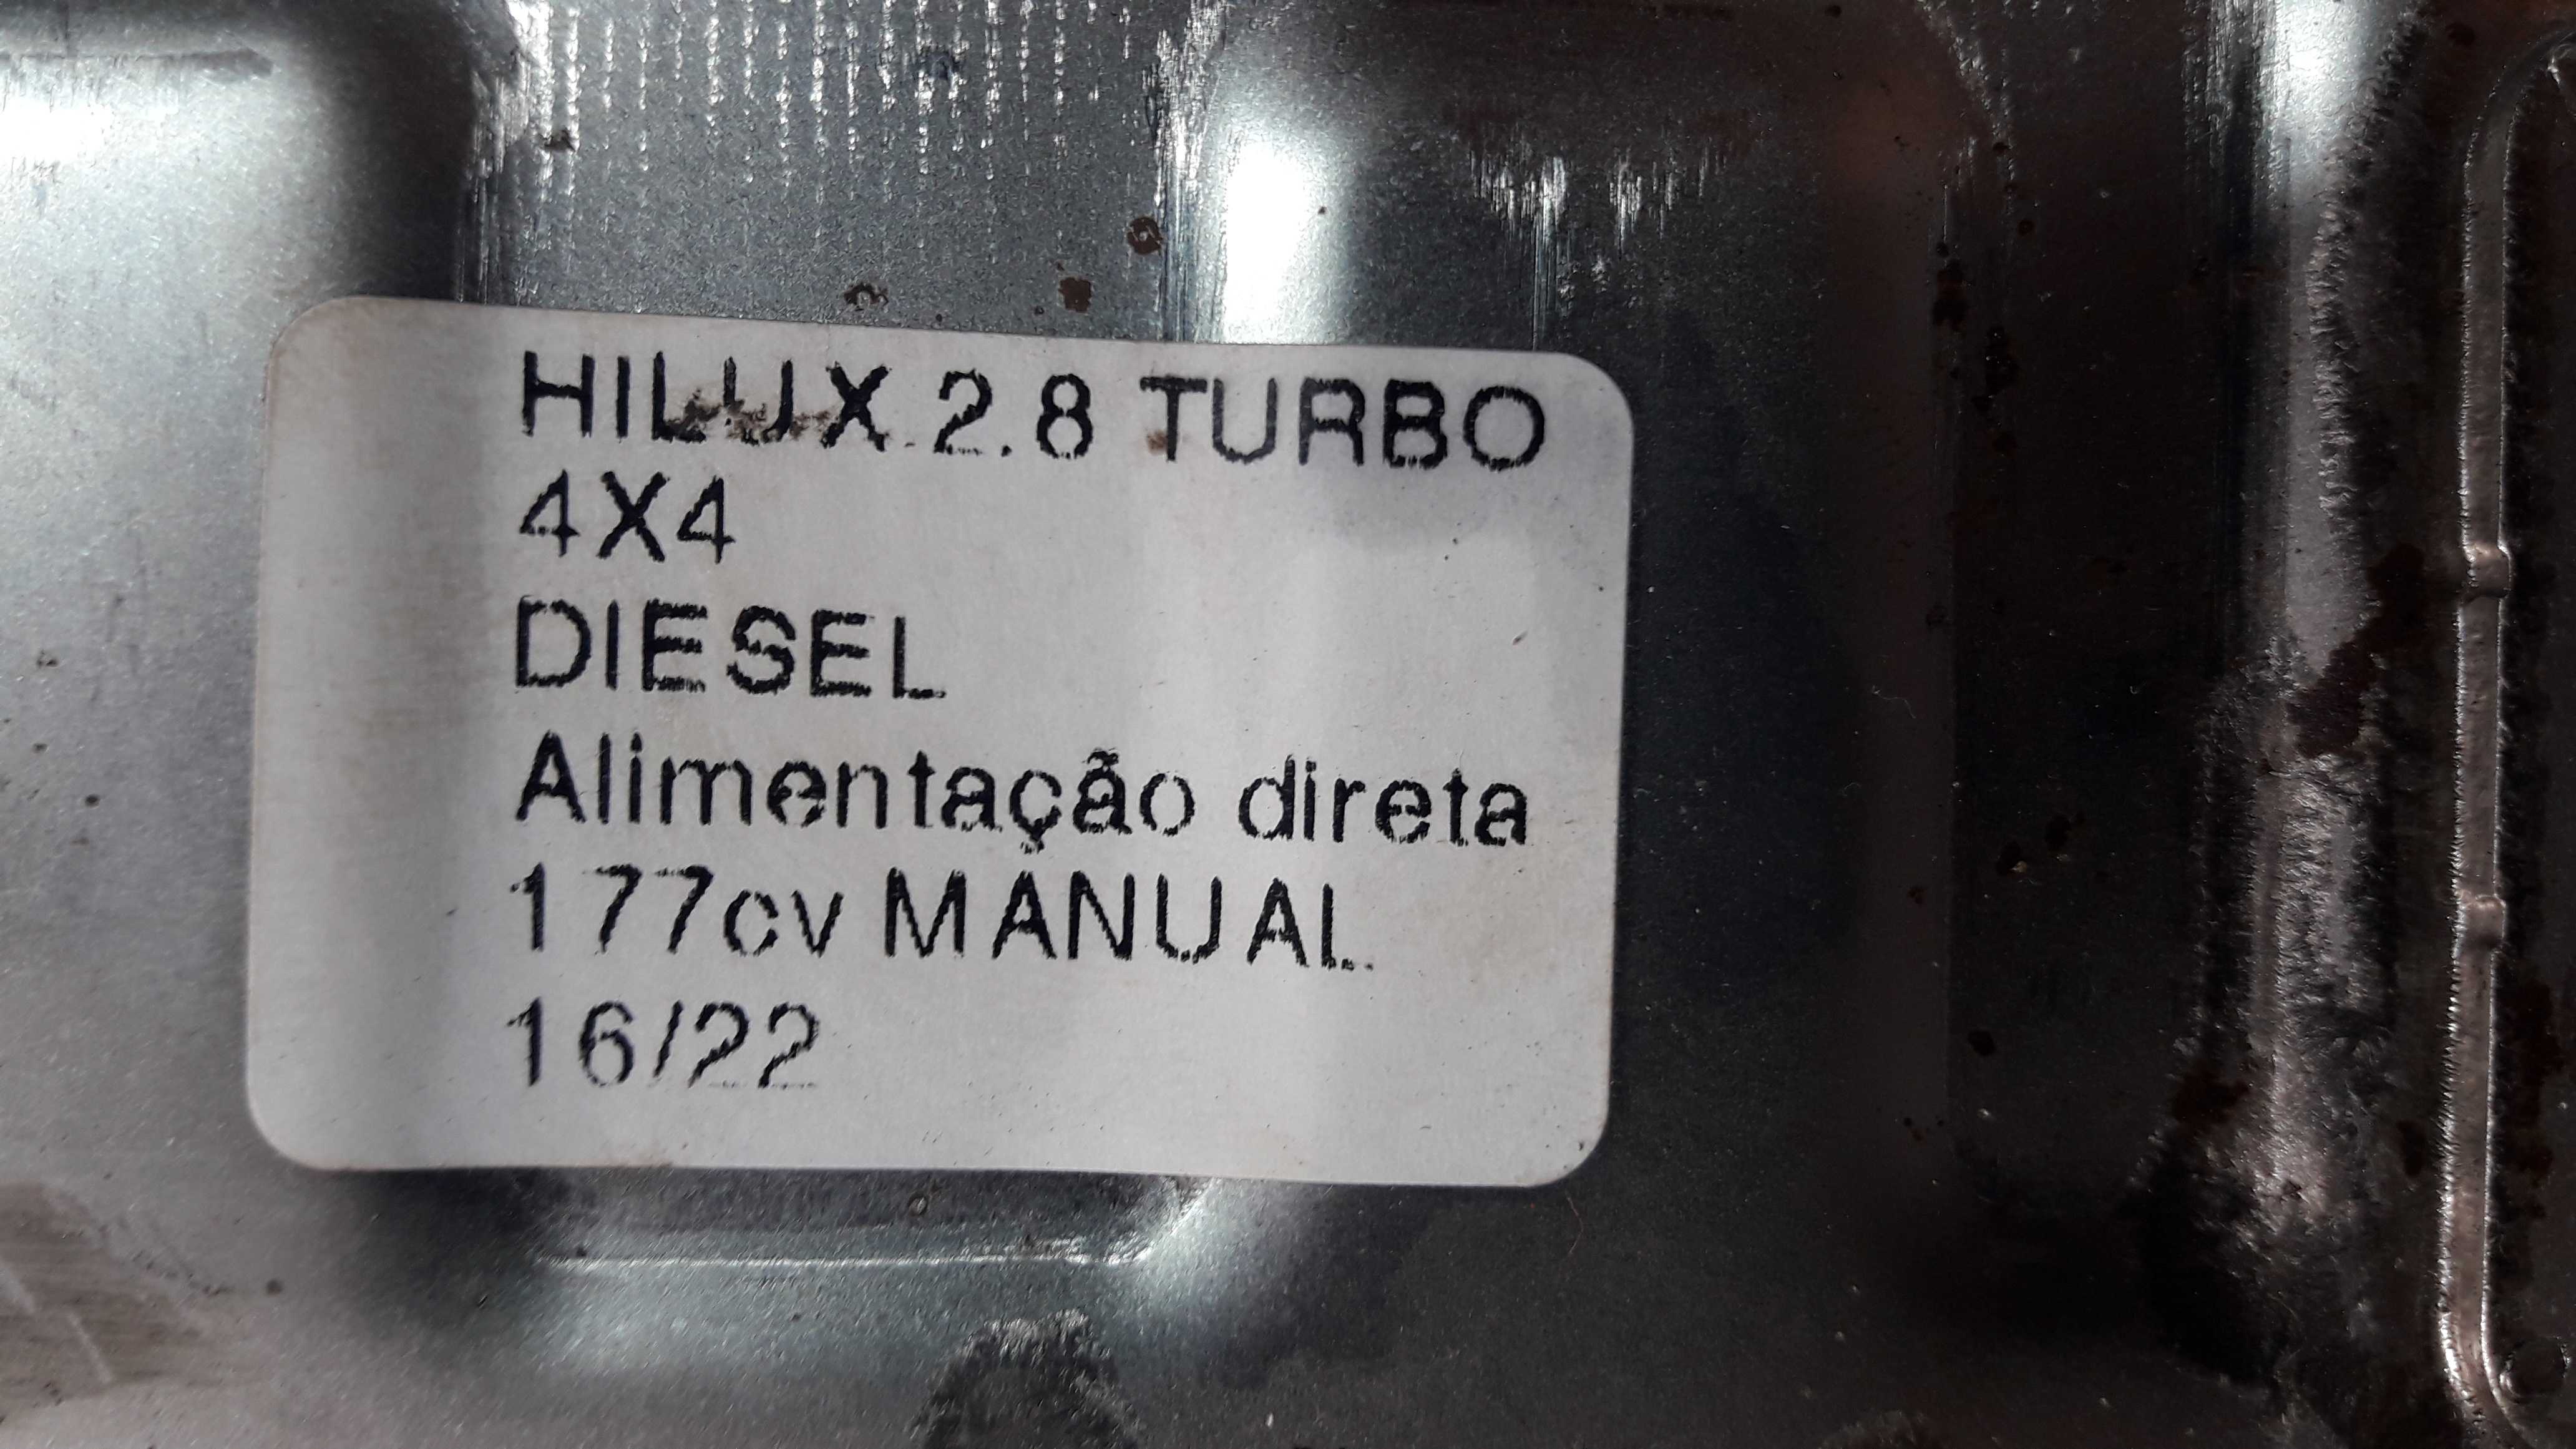 HILUX 2.8 TURBO
4X4
DIESEL
Alimentação direta
177cv MANUAL
16/22